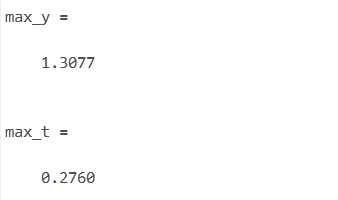 max_y =
1.3077
max_t =
0.2760